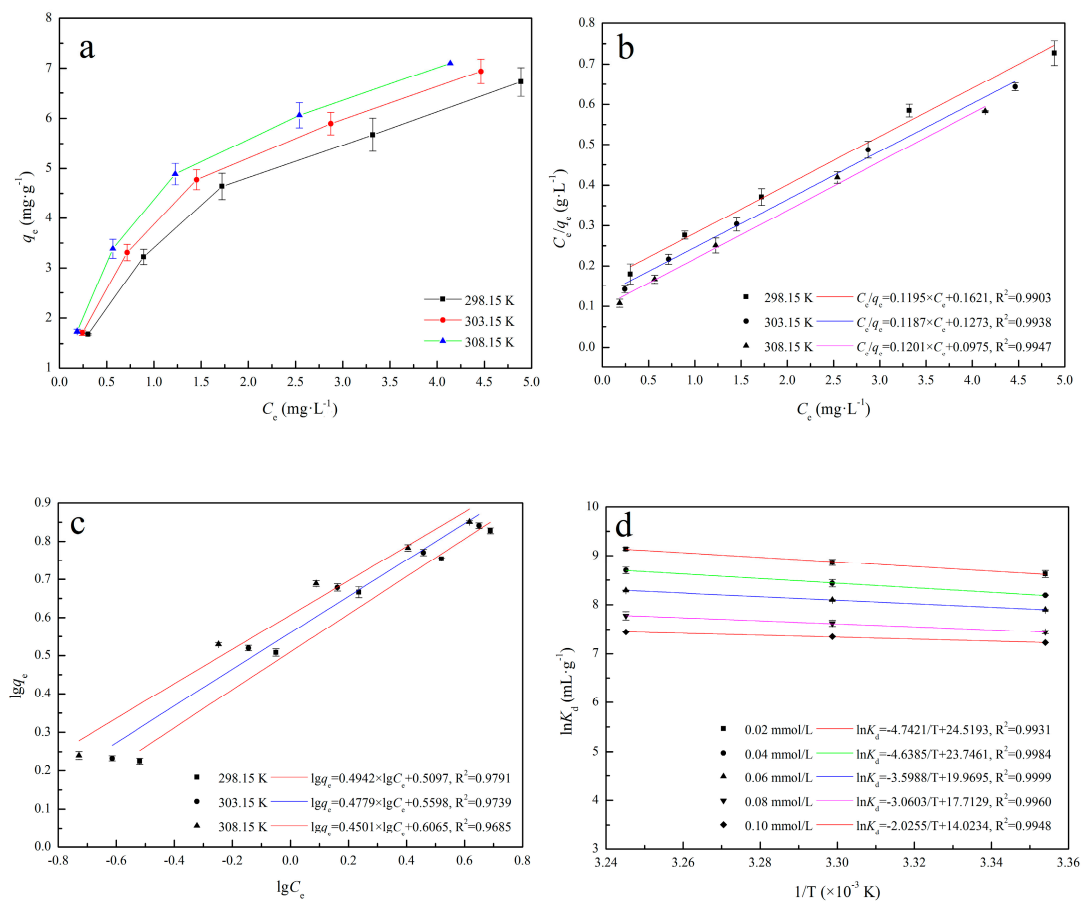 a
8
7
6
5
4
3
2
1
q_e (mg·g⁻¹)
298.15 K
303.15 K
308.15 K
0.0 0.5 1.0 1.5 2.0 2.5 3.0 3.5 4.0 4.5 5.0
C_e (mg·L⁻¹)
b
0.8
0.7
0.6
0.5
0.4
0.3
0.2
0.1
0.0
C_e/q_e (g·L⁻¹)
298.15 K C_e/q_e=0.1195×C_e+0.1621, R²=0.9903
303.15 K C_e/q_e=0.1187×C_e+0.1273, R²=0.9938
308.15 K C_e/q_e=0.1201×C_e+0.0975, R²=0.9947
0.0 0.5 1.0 1.5 2.0 2.5 3.0 3.5 4.0 4.5 5.0
C_e (mg·L⁻¹)
c
0.9
0.8
0.7
0.6
0.5
0.4
0.3
0.2
0.1
0.0
lgq_e
298.15 K lgq_e=0.4942×lgC_e+0.5097, R²=0.9791
303.15 K lgq_e=0.4779×lgC_e+0.5598, R²=0.9739
308.15 K lgq_e=0.4501×lgC_e+0.6065, R²=0.9685
-0.8 -0.6 -0.4 -0.2 0.0 0.2 0.4 0.6 0.8
lgC_e
d
10
9
8
7
6
5
4
3
lnK_d (mL·g⁻¹)
0.02 mmol/L lnK_d=-4.7421/T+24.5193, R²=0.9931
0.04 mmol/L lnK_d=-4.6385/T+23.7461, R²=0.9984
0.06 mmol/L lnK_d=-3.5988/T+19.9695, R²=0.9999
0.08 mmol/L lnK_d=-3.0603/T+17.7129, R²=0.9960
0.10 mmol/L lnK_d=-2.0255/T+14.0234, R²=0.9948
3.24 3.26 3.28 3.30 3.32 3.34 3.36
1/T (×10⁻³ K)